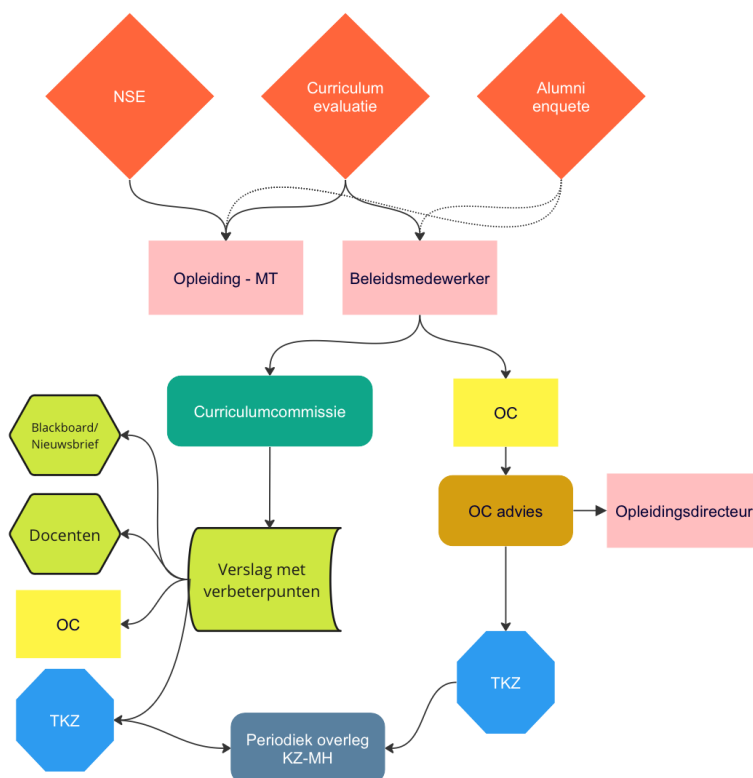 NSE
Curriculum
evaluatie
Alumni
enquete
Opleiding - MT
Beleidsmedewerker
Curriculumcommissie
OC
Blackboard/
Nieuwsbrief
OC advies
Opleidingsdirecteur
Docenten
Verslag met
verbeterpunten
OC
TKZ
TKZ
Periodiek overleg
KZ-MH